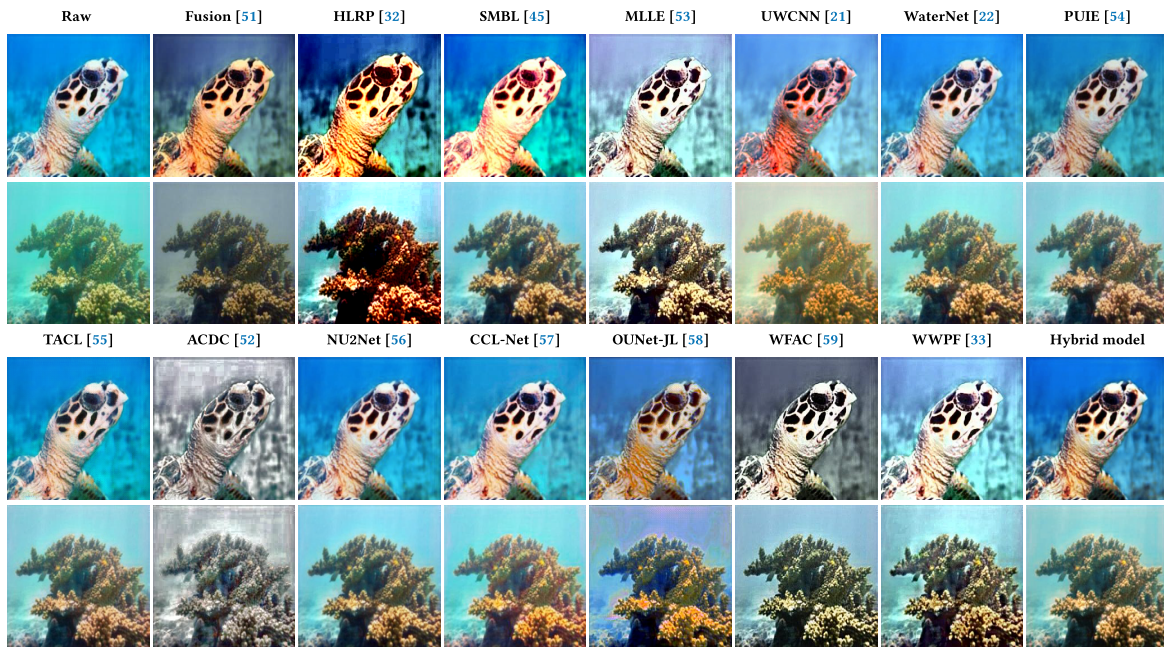 Raw Fusion [51] HLRP [32] SMBL [45] MLLE [53] UWCNN [21] WaterNet [22] PUIE [54]
TACL [55] ACDC [52] NU2Net [56] CCL-Net [57] OUNet-JL [58] WFAC [59] WWPF [33] Hybrid model